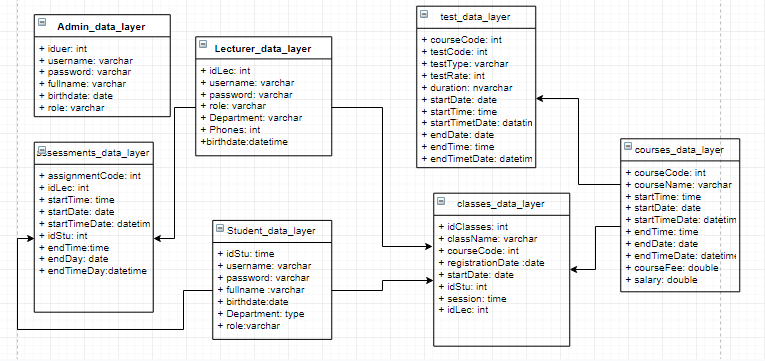 Admin_data_layer
+ iduer: int
+ username: varchar
+ password: varchar
+ fullname: varchar
+ birthdate: date
+ role: varchar
Lecturer_data_layer
+ idLec: int
+ username: varchar
+ password: varchar
+ role: varchar
+ Department: varchar
+ Phones: int
+birthdate:datetime
test_data_layer
+ courseCode: int
+ testCode: int
+ testType: varchar
+ testRate: int
+ duration: nvarchar
+ startDate: date
+ startTime: time
+ startTimetDate: datatin
+ endDate: date
+ endTime: time
+ endTimetDate: datetim
ssessments_data_layer
+ assignmentCode: int
+ idLec: int
+ startTime: time
+ startDate: date
+ startTimeDate: datetim
+ idStu: int
+ endTime:time
+ endDay: date
+ endTimeDay:datetime
Student_data_layer
+ idStu: time
+ username: varchar
+ password: varchar
+ fullname :varchar
+ birthdate:date
+ Department: type
+ role:varchar
classes_data_layer
+ idClasses: int
+ className: varchar
+ courseCode: int
+ registrationDate :date
+ startDate: date
+ idStu: int
+ session: time
+ idLec: int
courses_data_layer
+ courseCode: int
+ courseName: varchar
+ startTime: time
+ startDate: date
+ startTimeDate: datetim
+ endTime: time
+ endDate: date
+ endTimeDate: datetime
+ courseFee: double
+ salary: double